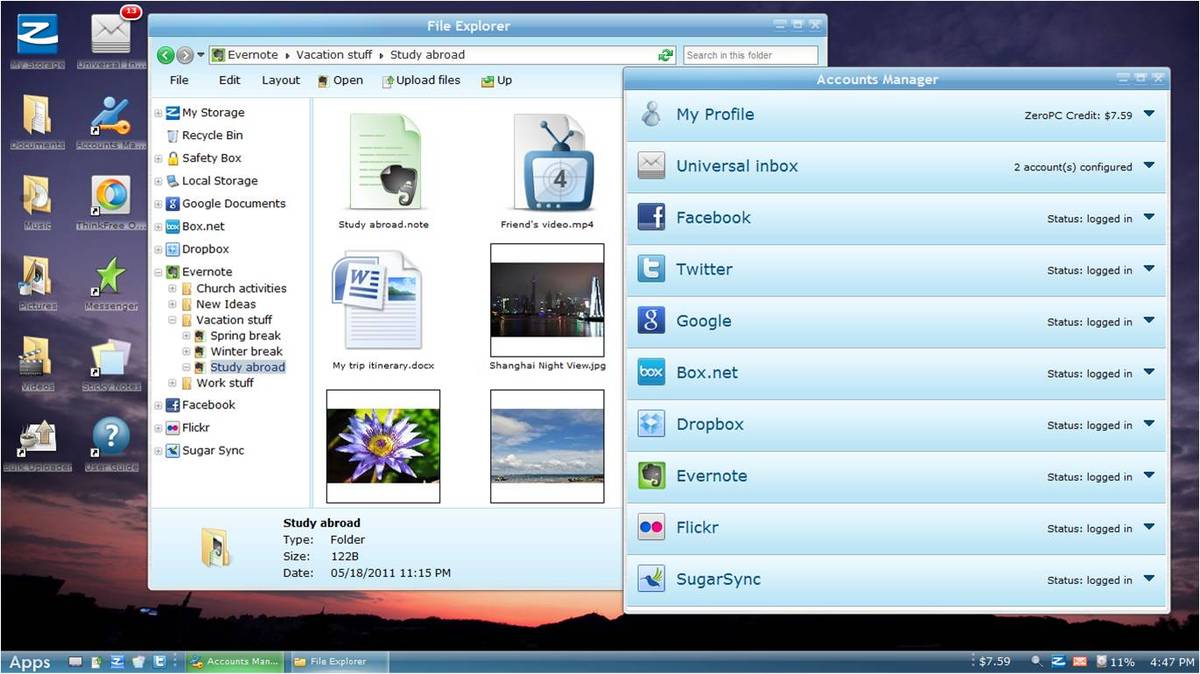 13
My Storage
Universal In...
Documents
Accounts Ma...
Music
ThinkFree O...
Pictures
Messenger
Videos
Sticky Notes
Bulk Uploader
User Guide
File Explorer
Evernote Vacation stuff Study abroad
Search in this folder
File Edit Layout Open Upload files Up
My Storage
Recycle Bin
Safety Box
Local Storage
Google Documents
Box.net
Dropbox
Evernote
Church activities
New Ideas
Vacation stuff
Spring break
Winter break
Study abroad
Work stuff
Facebook
Flickr
Sugar Sync
Study abroad.note
4
Friend's video.mp4
W
My trip itinerary.docx
Shanghai Night View.jpg
Study abroad
Type: Folder
Size: 122B
Date: 05/18/2011 11:15 PM
Accounts Manager
My Profile ZeroPC Credit: $7.59
Universal inbox 2 account(s) configured
Facebook Status: logged in
Twitter Status: logged in
Google Status: logged in
box Box.net Status: logged in
Dropbox Status: logged in
Evernote Status: logged in
Flickr Status: logged in
SugarSync Status: logged in
Apps Accounts Man... File Explorer $7.59 11% 4:47 PM